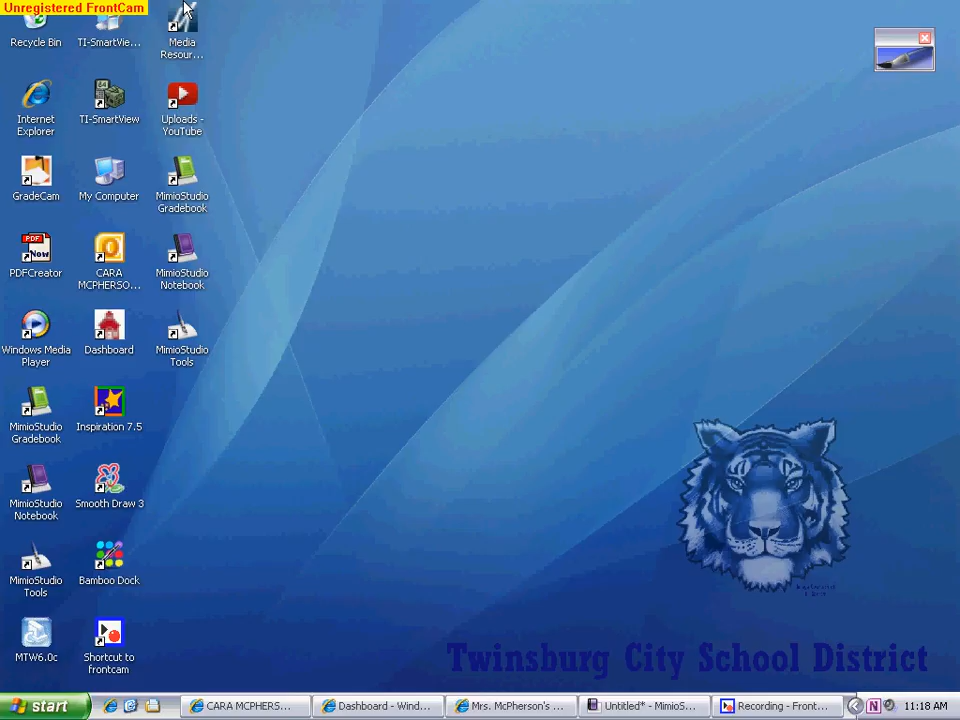 Unregistered FrontCam
Recycle Bin
TI-SmartVie...
Media
Resour...
Internet
Explorer
TI-SmartView
Uploads -
YouTube
GradeCam
My Computer
MimioStudio
Gradebook
PDFCreator
CARA
MCPHERSO...
MimioStudio
Notebook
Windows Media
Player
Dashboard
MimioStudio
Tools
MimioStudio
Gradebook
Inspiration 7.5
MimioStudio
Notebook
Smooth Draw 3
MimioStudio
Tools
Bamboo Dock
MTW6.0c
Shortcut to
frontcam
Twinsburg City School District
start
CARA MCPHERS...
Dashboard - Wind...
Mrs. McPherson's ...
Untitled* - MimioS...
Recording - Front...
11:18 AM